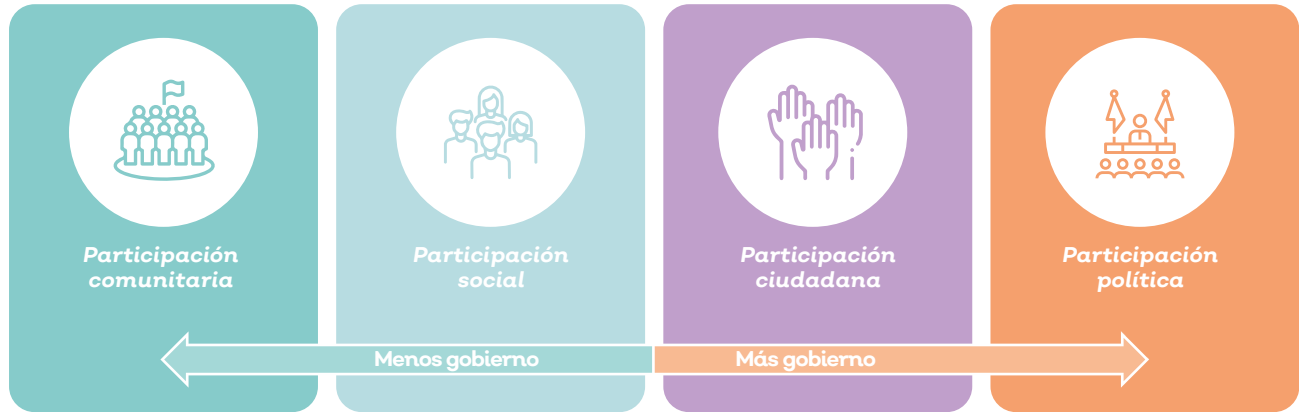 Participación
comunitaria
Participación
social
Participación
ciudadana
Participación
política
Menos gobierno
Más gobierno